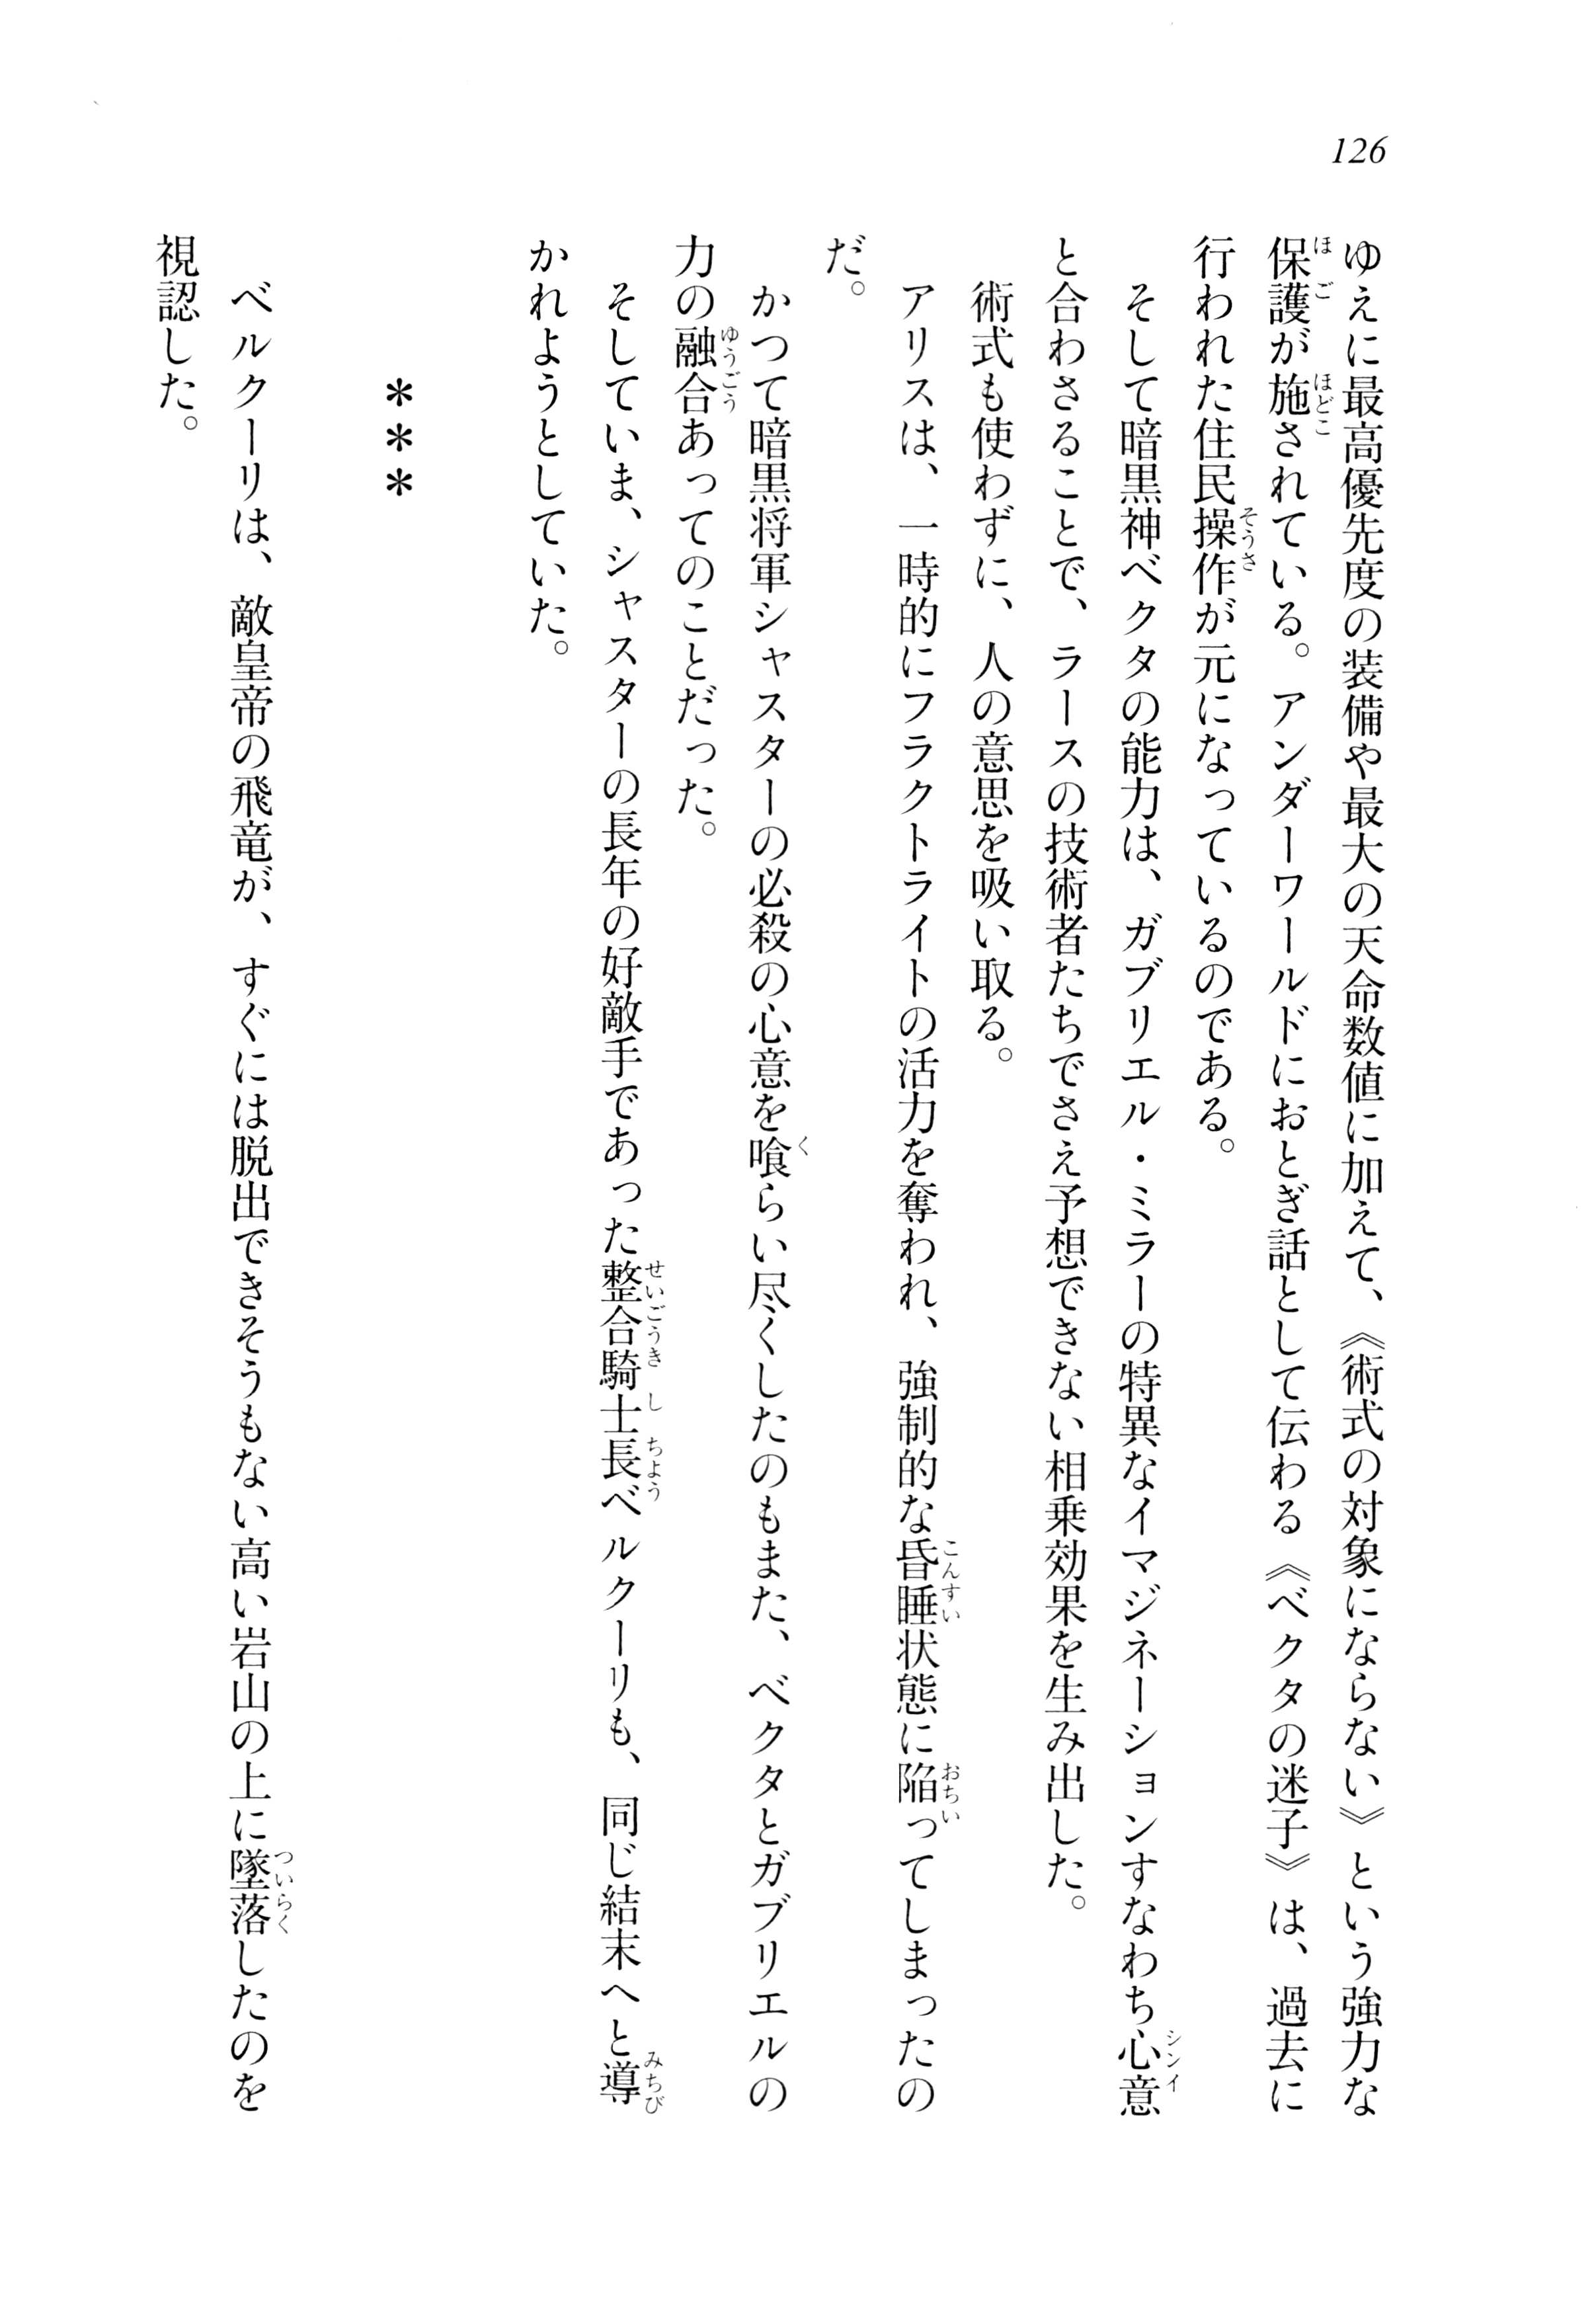 126
ゆえに最高優先度の装備や最大の天命数値に加えて、《術式の対象にならない》という強力な
保護が施されている。アンダーワールドにおとぎ話として伝わる《ベクタの迷子》は、過去に
行われた住民操作が元になっているのである。
そして暗黒神ベクタの能力は、ガブリエル・ミラーの特異なイマジネーションすなわち心意
と合わさることで、ラースの技術者たちでさえ予想できない相乗効果を生み出した。
術式も使わずに、人の意思を吸い取る。
アリスは、一時的にフラクトライトの活力を奪われ、強制的な昏睡状態に陥ってしまったの
だ。
かつて暗黒将軍シャスターの必殺の心意を喰らい尽くしたのもまた、ベクタとガブリエルの
力の融合あってのことだった。
そしていま、シャスターの長年の好敵手であった整合騎士長ベルクーリも、同じ結末へと導
かれようとしていた。
＊＊＊
ベルクーリは、敵皇帝の飛竜が、すぐには脱出できそうもない高い岩山の上に墜落したのを
視認した。